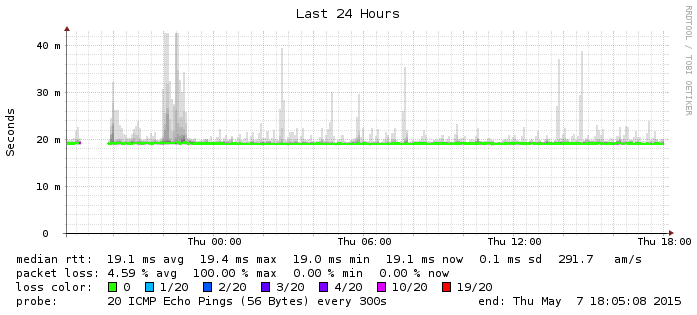 Last 24 Hours
RRDTOOL / TOBI OETIKER
Seconds
40 m
30 m
20 m
10 m
0
Thu 00:00 Thu 06:00 Thu 12:00 Thu 18:00
median rtt: 19.1 ms avg 19.4 ms max 19.0 ms min 19.1 ms now 0.1 ms sd 291.7 am/s
packet loss: 4.59 % avg 100.00 % max 0.00 % min 0.00 % now
loss color: 0 1/20 2/20 3/20 4/20 10/20 19/20
probe: 20 ICMP Echo Pings (56 Bytes) every 300s end: Thu May 7 18:05:08 2015